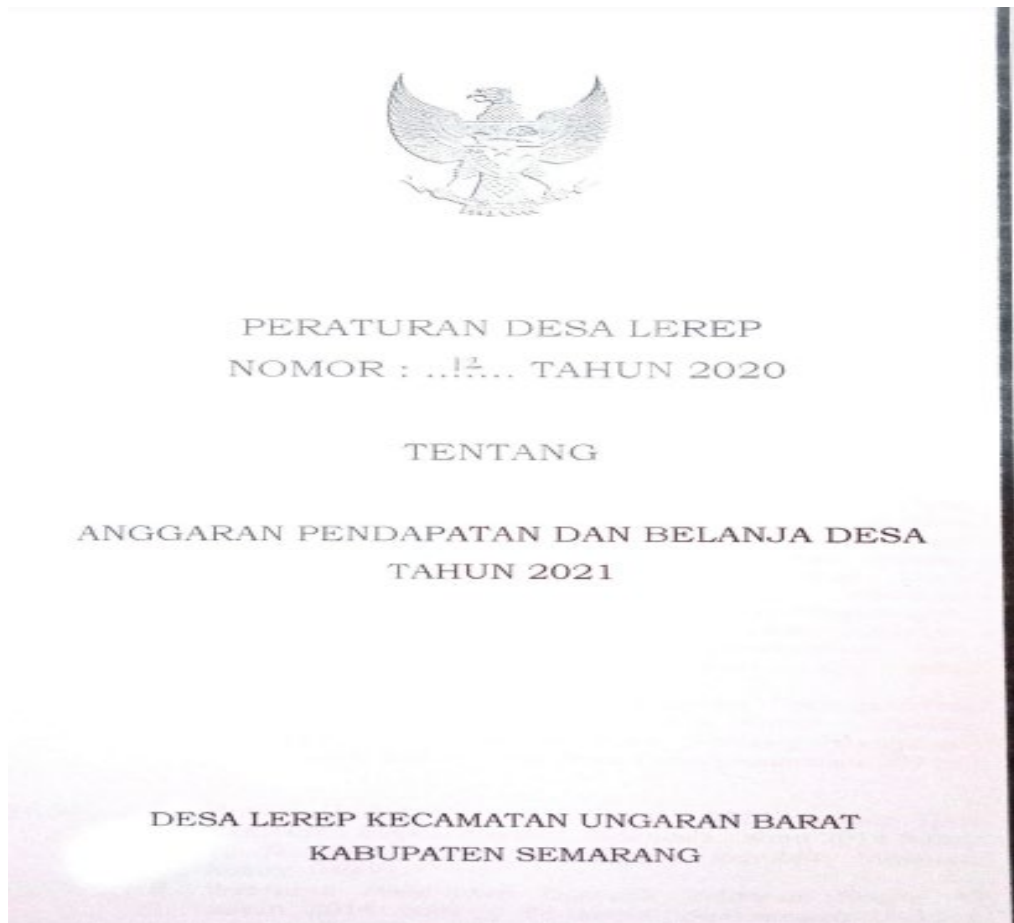 PERATURAN DESA LEREP
NOMOR : ..12... TAHUN 2020
TENTANG
ANGGARAN PENDAPATAN DAN BELANJA DESA
TAHUN 2021
DESA LEREP KECAMATAN UNGARAN BARAT
KABUPATEN SEMARANG